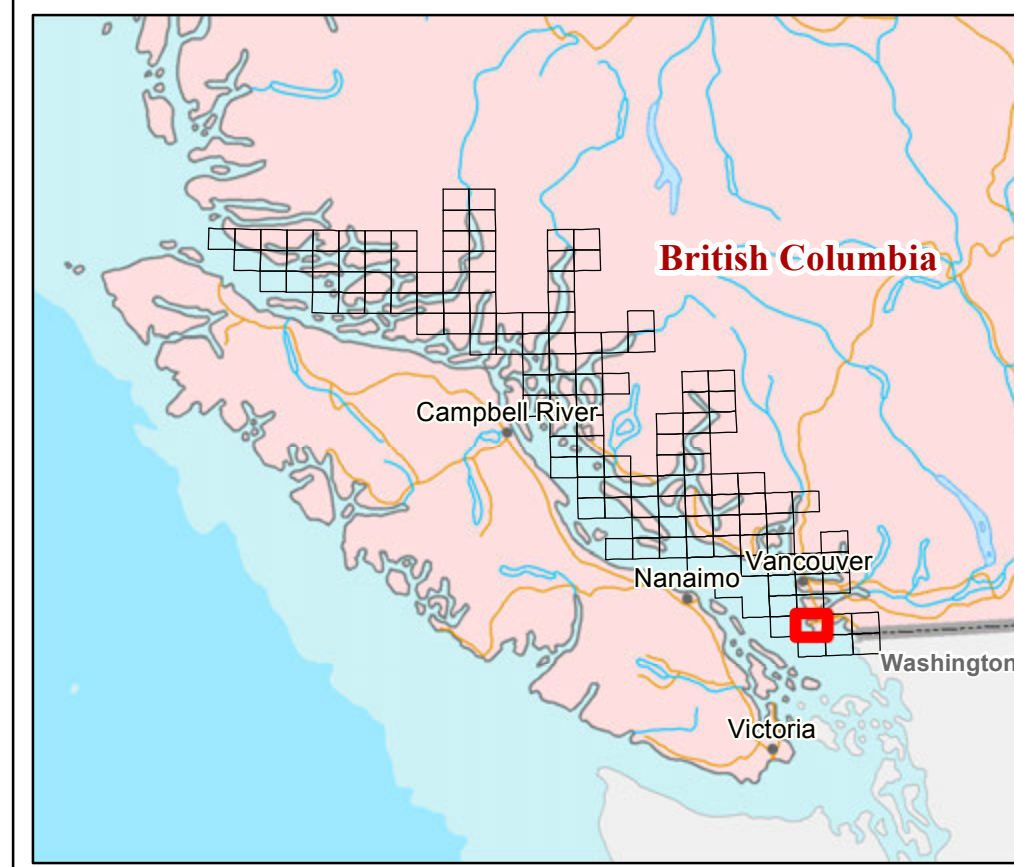 British Columbia
Campbell River
Vancouver
Nanaimo
Washington
Victoria